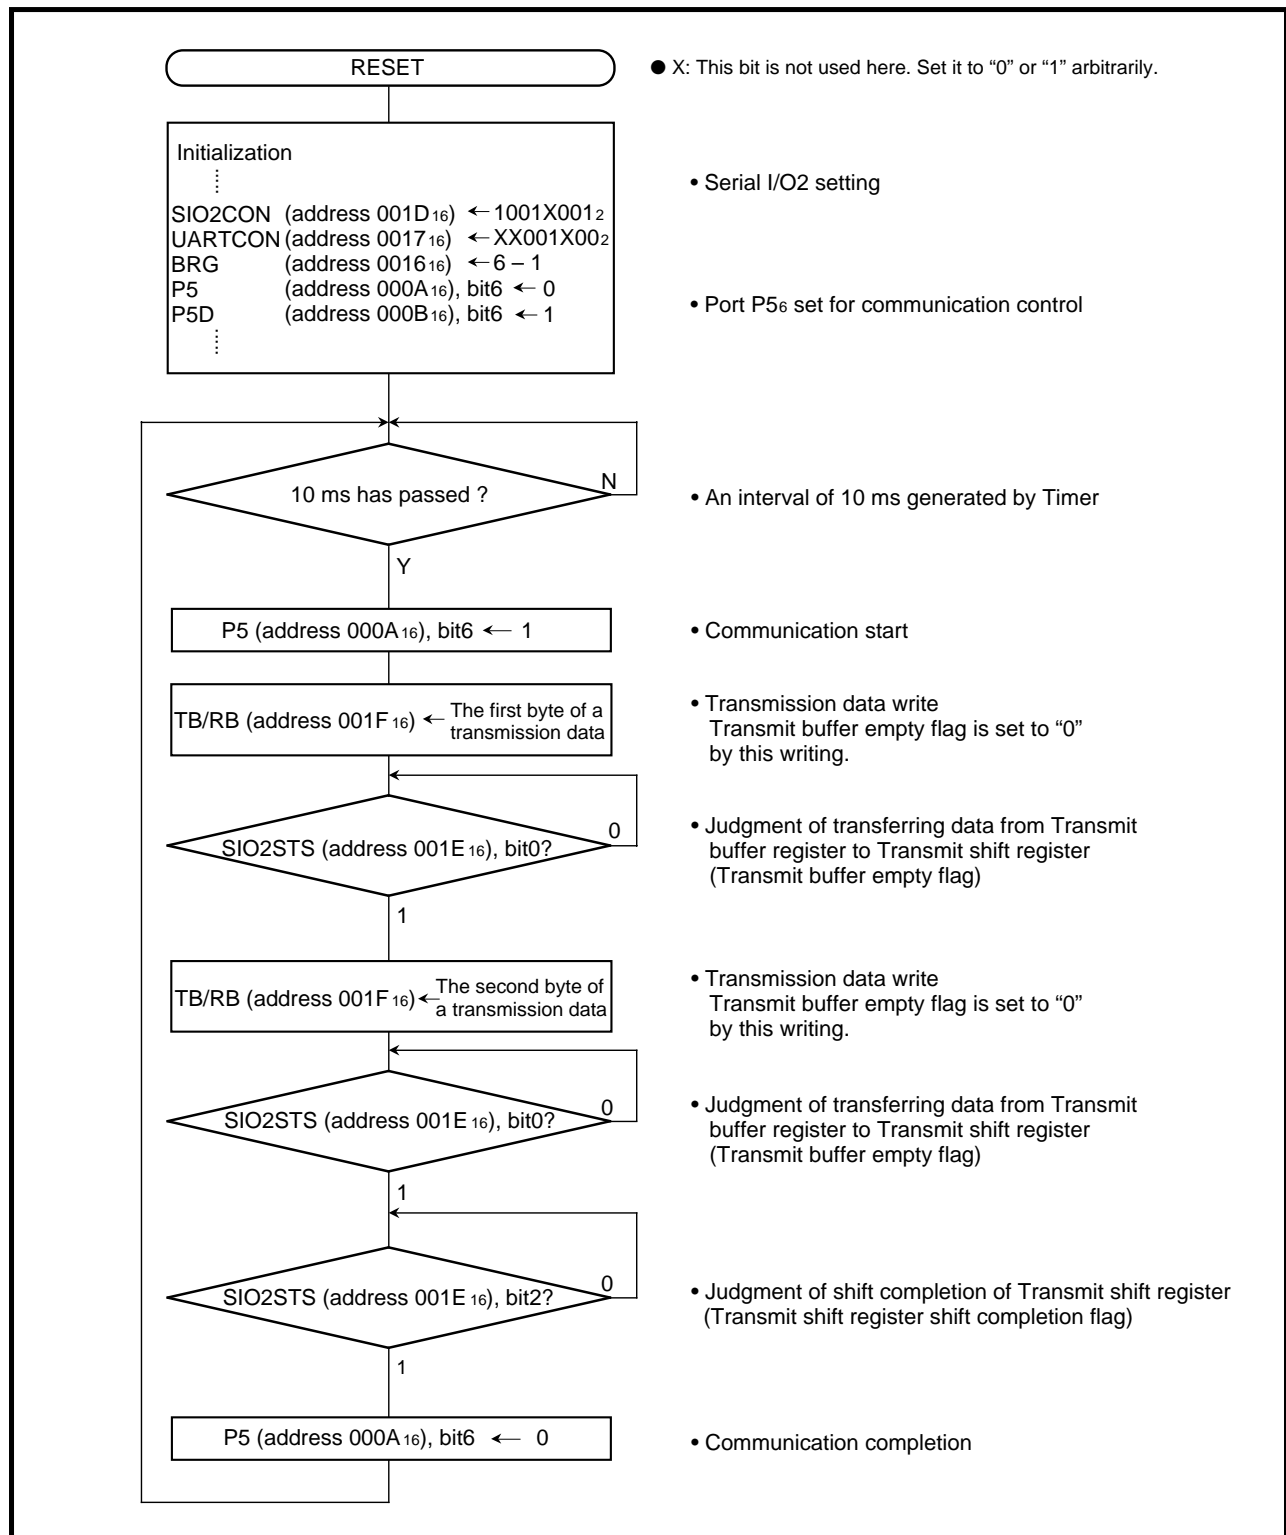 RESET
● X: This bit is not used here. Set it to “0” or “1” arbitrarily.
Initialization
• Serial I/O2 setting
SIO2CON (address 001D16) ← 1001X0012
UARTCON (address 001716) ← XX001X002
BRG (address 001616) ← 6 – 1
P5 (address 000A16), bit6 ← 0
• Port P56 set for communication control
P5D (address 000B16), bit6 ← 1
10 ms has passed ?
N
• An interval of 10 ms generated by Timer
Y
P5 (address 000A16), bit6 ← 1
• Communication start
TB/RB (address 001F16) ← The first byte of a
transmission data
• Transmission data write
Transmit buffer empty flag is set to “0”
by this writing.
SIO2STS (address 001E16), bit0?
0
• Judgment of transferring data from Transmit
buffer register to Transmit shift register
(Transmit buffer empty flag)
1
TB/RB (address 001F16) ← The second byte of
a transmission data
• Transmission data write
Transmit buffer empty flag is set to “0”
by this writing.
SIO2STS (address 001E16), bit0?
0
• Judgment of transferring data from Transmit
buffer register to Transmit shift register
(Transmit buffer empty flag)
1
SIO2STS (address 001E16), bit2?
0
• Judgment of shift completion of Transmit shift register
(Transmit shift register shift completion flag)
1
P5 (address 000A16), bit6 ← 0
• Communication completion